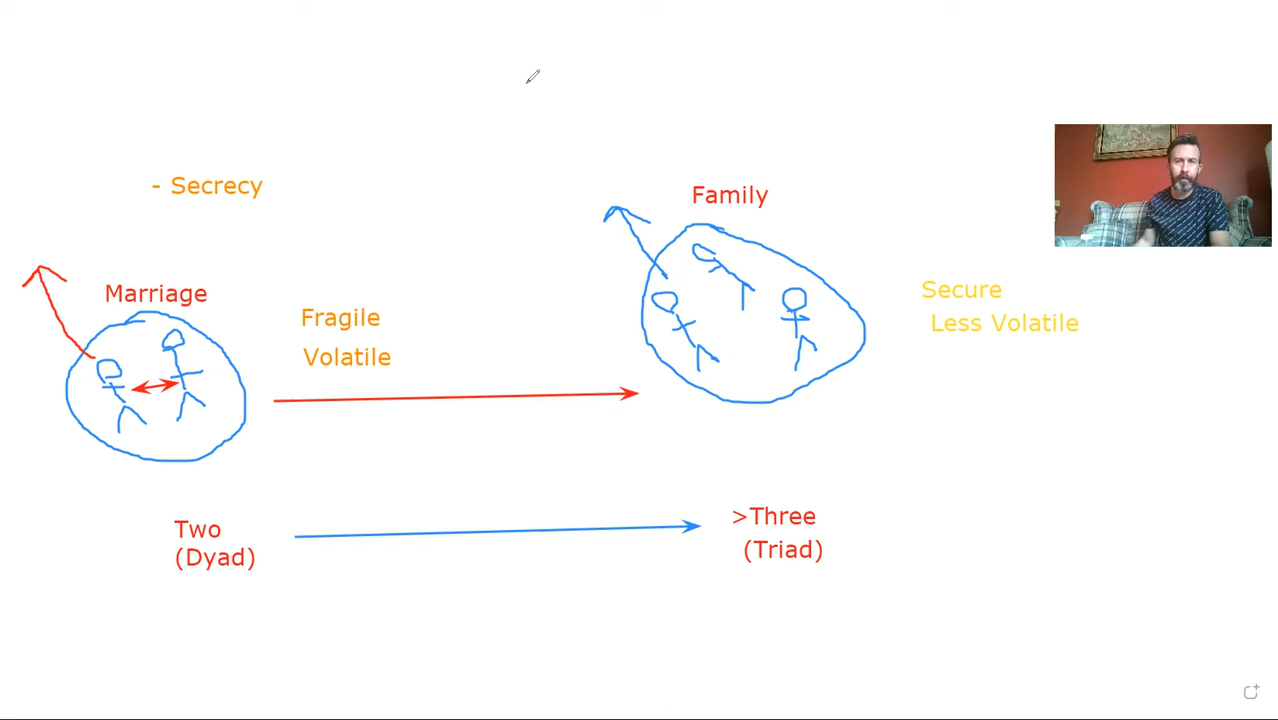 - Secrecy
Family
Marriage
Fragile
Volatile
Secure
Less Volatile
Two
(Dyad)
>Three
(Triad)